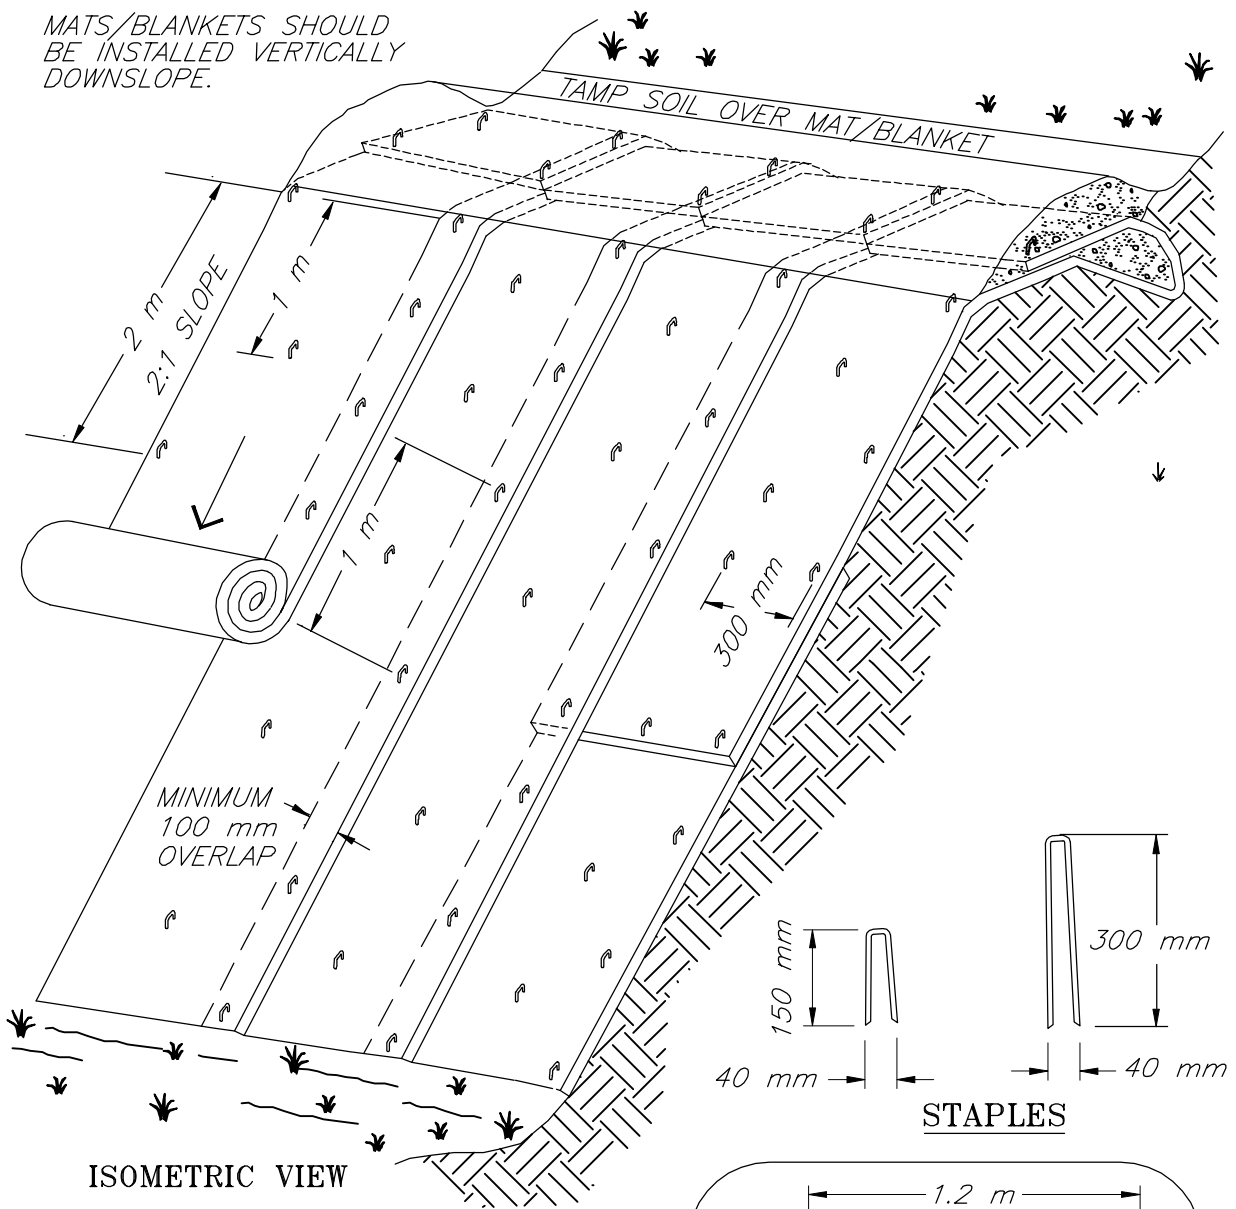 MATS/BLANKETS SHOULD
BE INSTALLED VERTICALLY
DOWNSLOPE.
TAMP SOIL OVER MAT/BLANKET
2 m
2:1 SLOPE
1 m
1 m
300 mm
MINIMUM
100 mm
OVERLAP
ISOMETRIC VIEW
150 mm
40 mm
300 mm
40 mm
STAPLES
1.2 m